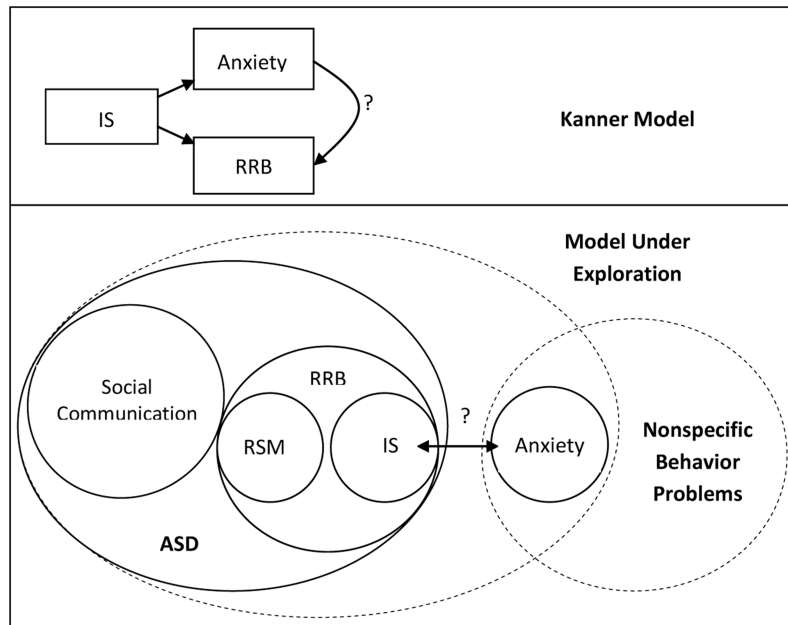 Anxiety
?
IS
Kanner Model
RRB
Model Under
Exploration
Social
Communication
RRB
?
RSM
IS
Anxiety
Nonspecific
Behavior
Problems
ASD